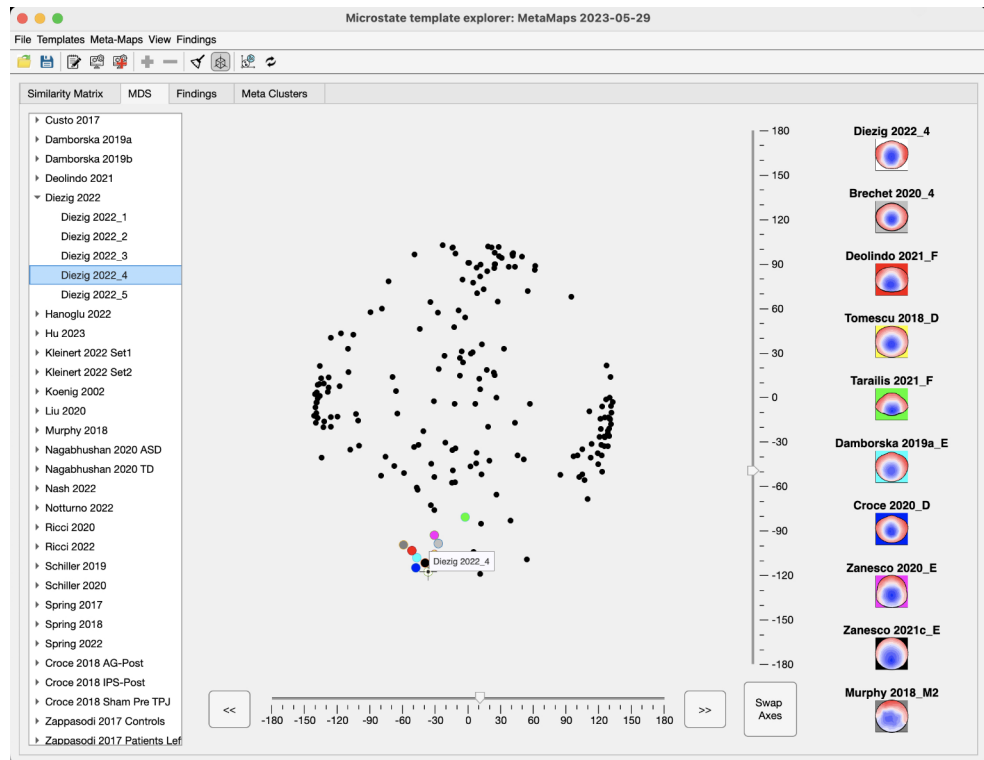 Microstate template explorer: MetaMaps 2023-05-29
File Templates Meta-Maps View Findings
Similarity Matrix MDS Findings Meta Clusters
Custo 2017
Damborska 2019a
Damborska 2019b
Deolindo 2021
Diezig 2022
Diezig 2022_1
Diezig 2022_2
Diezig 2022_3
Diezig 2022_4
Diezig 2022_5
Hanoglu 2022
Hu 2023
Kleinert 2022 Set1
Kleinert 2022 Set2
Koenig 2002
Liu 2020
Murphy 2018
Nagabhushan 2020 ASD
Nagabhushan 2020 TD
Nash 2022
Notturno 2022
Ricci 2020
Ricci 2022
Schiller 2019
Schiller 2020
Spring 2017
Spring 2018
Spring 2022
Croce 2018 AG-Post
Croce 2018 IPS-Post
Croce 2018 Sham Pre TPJ
Zappasodi 2017 Controls
Zappasodi 2017 Patients Lef
Diezig 2022_4
180
150
120
90
60
30
0
-30
-60
-90
-120
-150
-180
<<
-180 -150 -120 -90 -60 -30 0 30 60 90 120 150 180
>>
Swap
Axes
Diezig 2022_4
Brechet 2020_4
Deolindo 2021_F
Tomescu 2018_D
Tarailis 2021_F
Damborska 2019a_E
Croce 2020_D
Zanesco 2020_E
Zanesco 2021c_E
Murphy 2018_M2